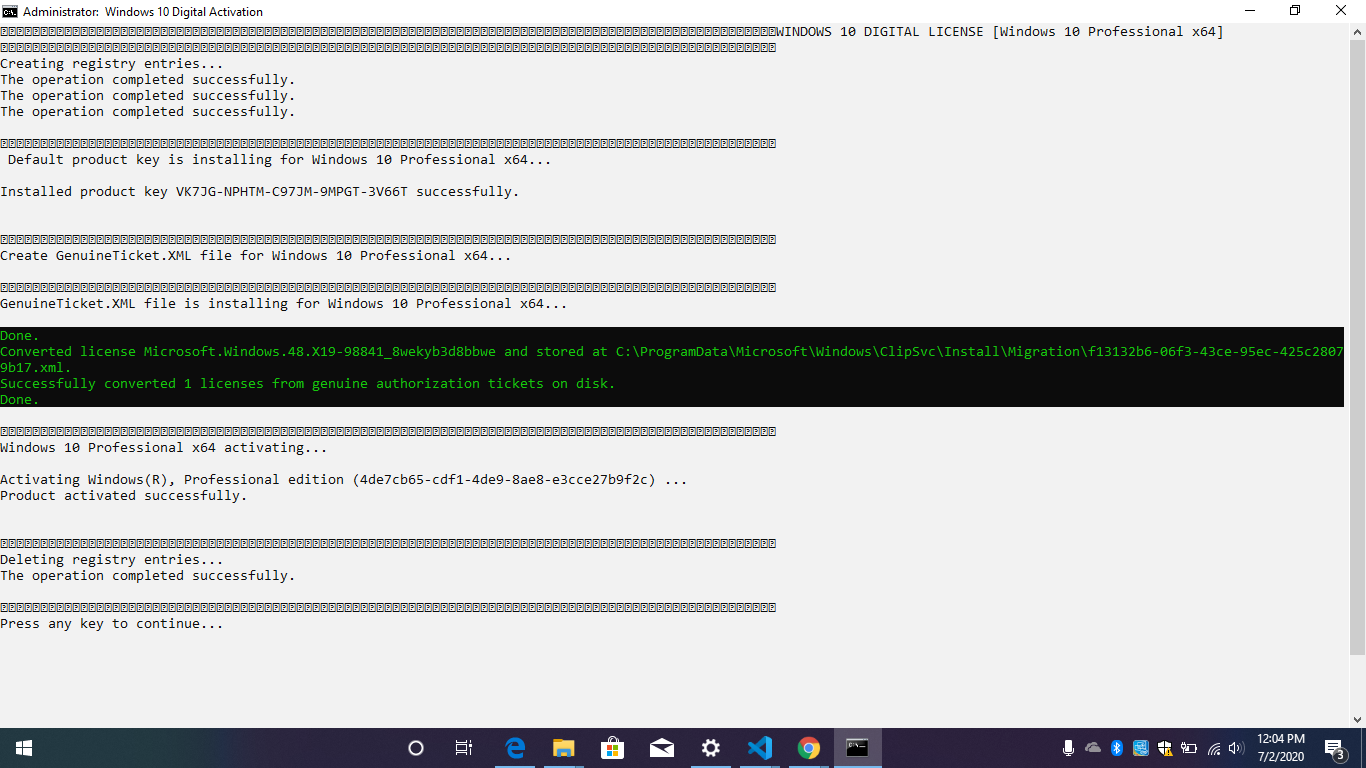 Administrator: Windows 10 Digital Activation
WINDOWS 10 DIGITAL LICENSE [Windows 10 Professional x64]
Creating registry entries...
The operation completed successfully.
The operation completed successfully.
The operation completed successfully.
Default product key is installing for Windows 10 Professional x64...
Installed product key VK7JG-NPHTM-C97JM-9MPGT-3V66T successfully.
Create GenuineTicket.XML file for Windows 10 Professional x64...
GenuineTicket.XML file is installing for Windows 10 Professional x64...
Done.
Converted license Microsoft.Windows.48.X19-98841_8wekyb3d8bbwe and stored at C:\ProgramData\Microsoft\Windows\ClipSvc\Install\Migration\f13132b6-06f3-43ce-95ec-425c2807
9b17.xml.
Successfully converted 1 licenses from genuine authorization tickets on disk.
Done.
Windows 10 Professional x64 activating...
Activating Windows(R), Professional edition (4de7cb65-cdf1-4de9-8ae8-e3cce27b9f2c) ...
Product activated successfully.
Deleting registry entries...
The operation completed successfully.
Press any key to continue...
12:04 PM
7/2/2020
3